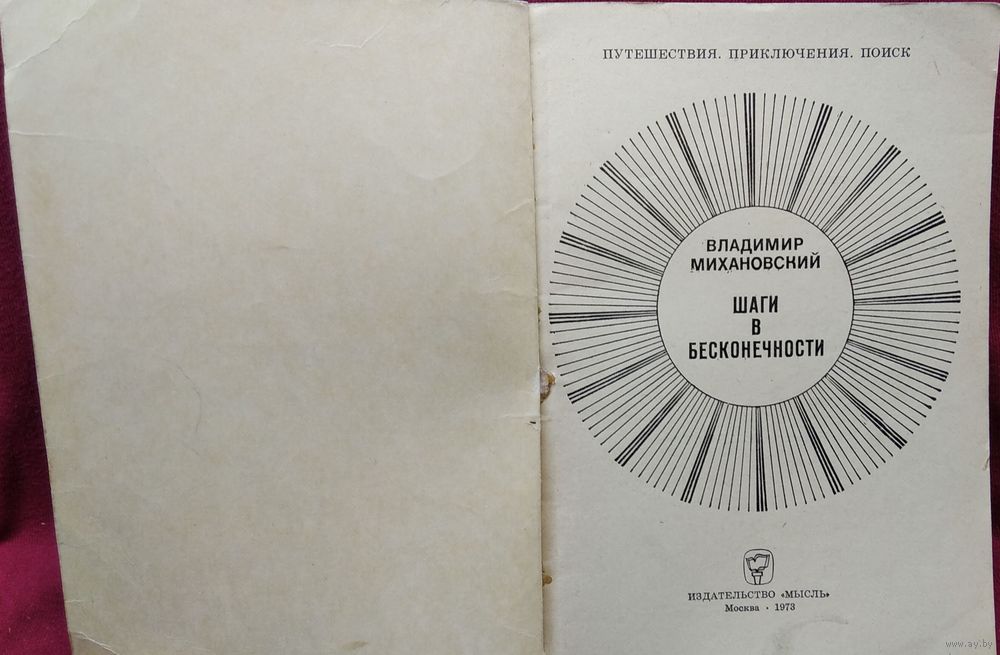 ПУТЕШЕСТВИЯ. ПРИКЛЮЧЕНИЯ. ПОИСК
ВЛАДИМИР
МИХАНОВСКИЙ
ШАГИ
В
БЕСКОНЕЧНОСТИ
ИЗДАТЕЛЬСТВО «МЫСЛЬ»
Москва · 1973
www.ay.by